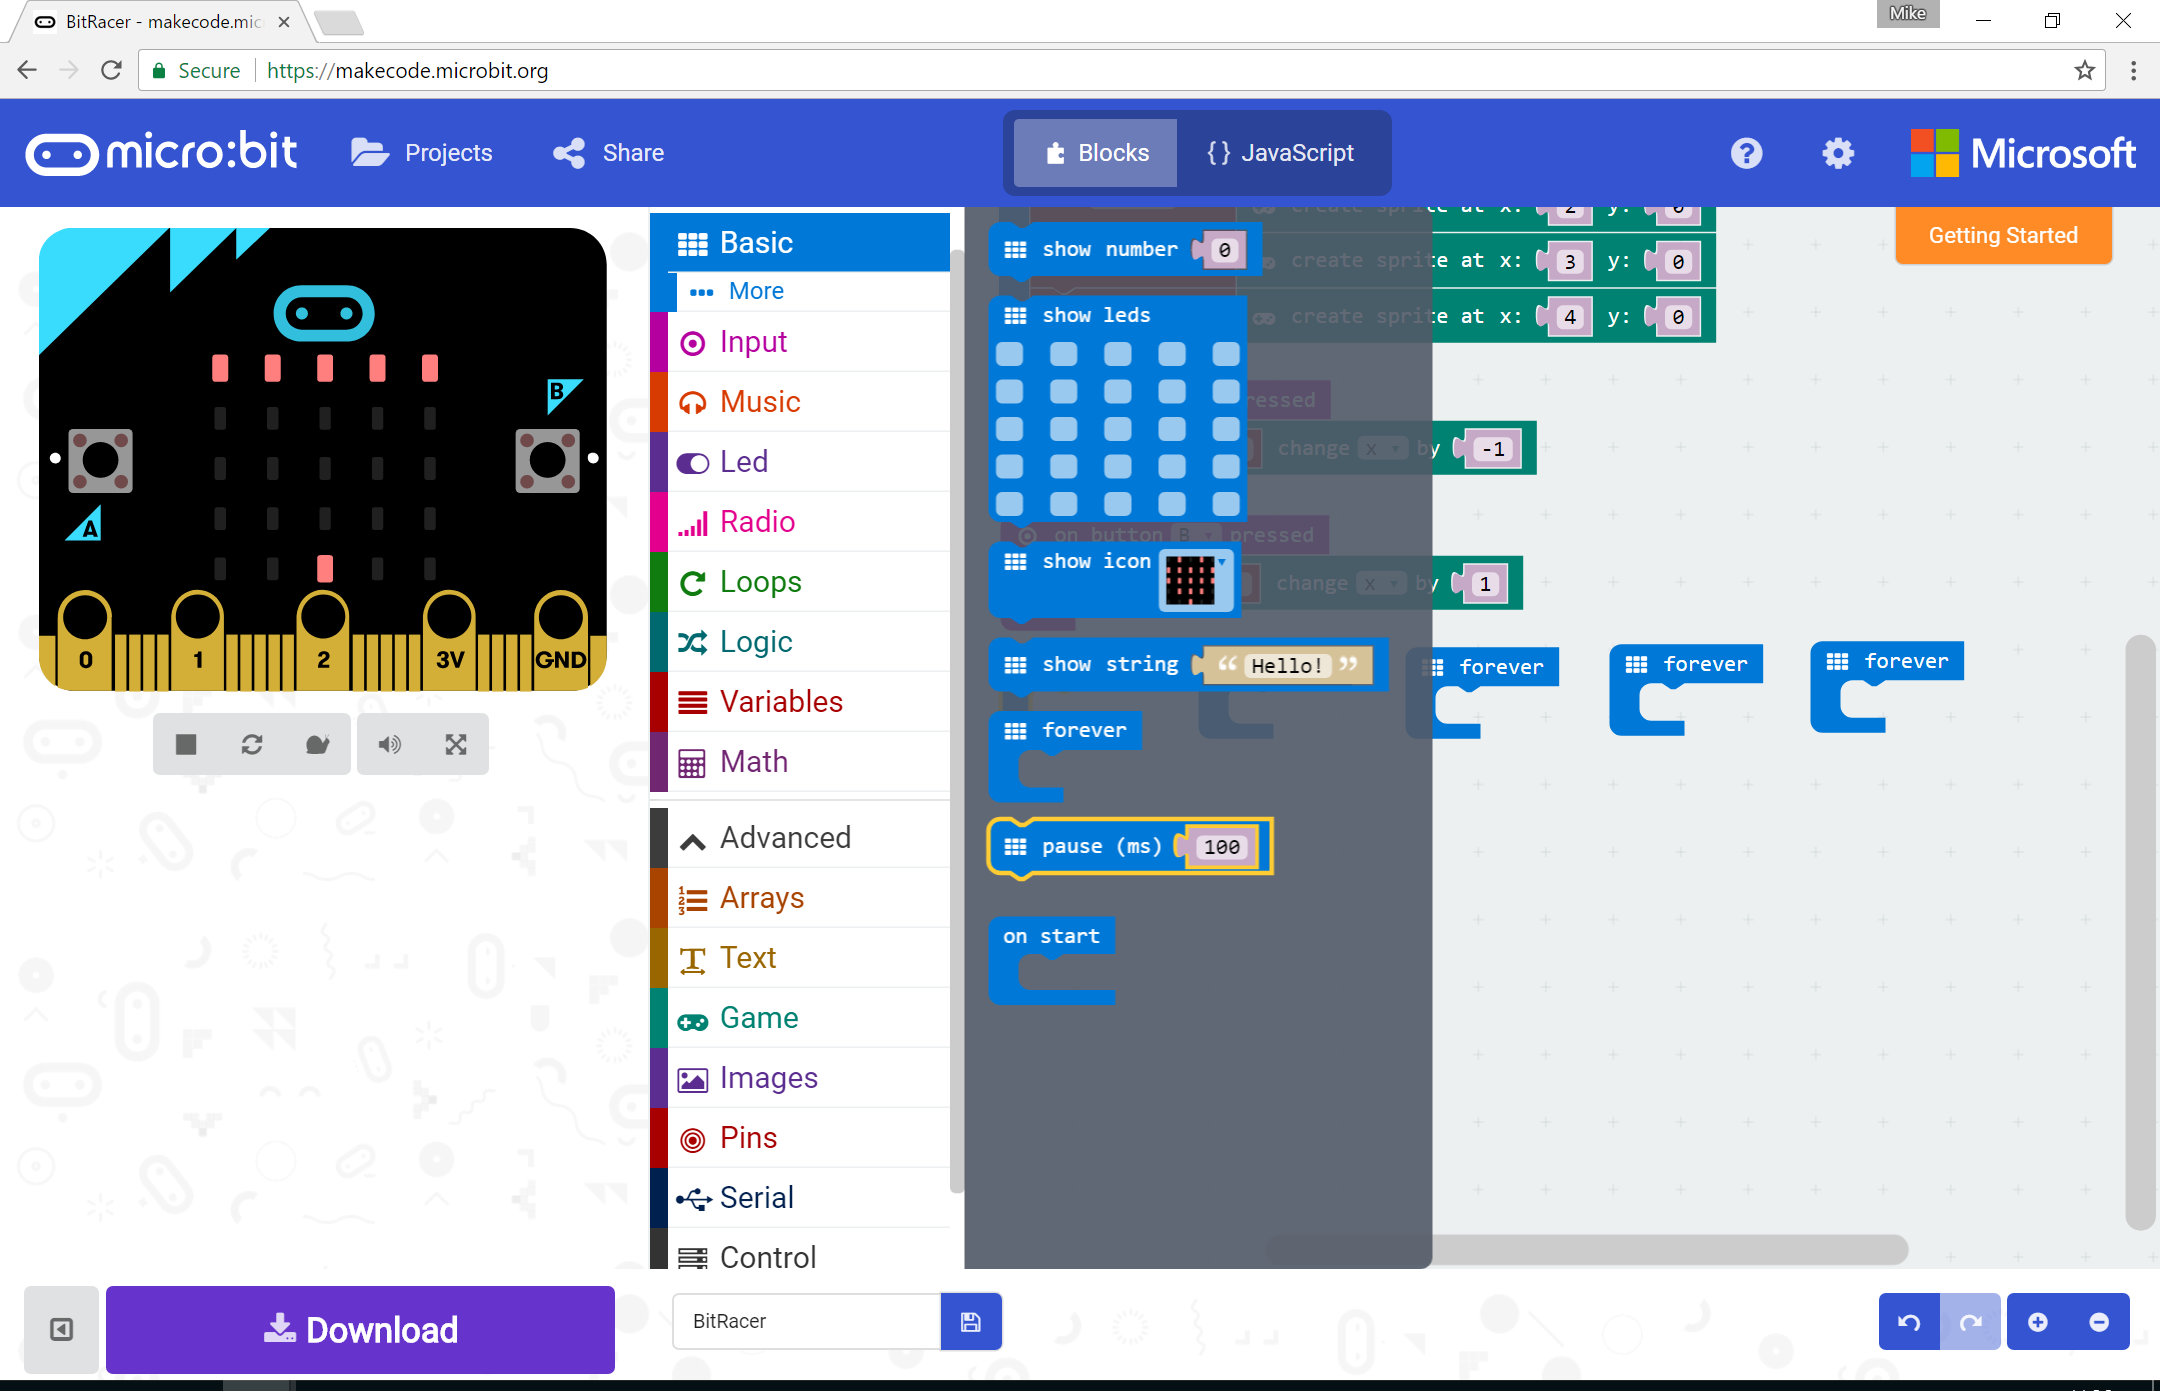 BitRacer - makecode.mic
Mike
Secure
https://makecode.microbit.org
micro:bit
Projects
Share
Blocks
{} JavaScript
Microsoft
Getting Started
B
A
0
1
2
3V
GND
Basic
More
Input
Music
Led
Radio
Loops
Logic
Variables
Math
Advanced
Arrays
Text
Game
Images
Pins
Serial
Control
show number 0
show leds
show icon
show string “ Hello! ”
forever
pause (ms) 100
on start
create sprite at x: 2 y: 0
create sprite at x: 3 y: 0
create sprite at x: 4 y: 0
ressed
change x by -1
on button B pressed
change x by 1
forever
forever
forever
Download
BitRacer